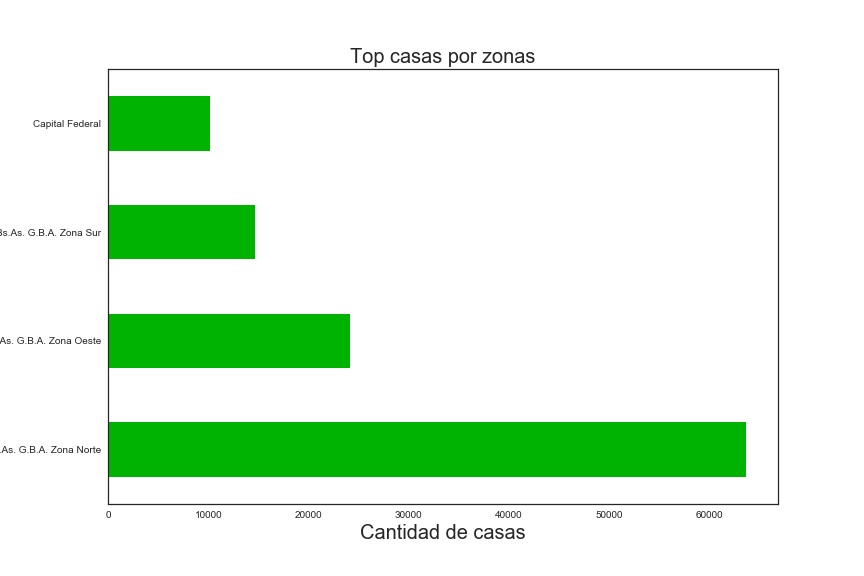 Top casas por zonas
Capital Federal
Bs.As. G.B.A. Zona Sur
As. G.B.A. Zona Oeste
.As. G.B.A. Zona Norte
0 10000 20000 30000 40000 50000 60000
Cantidad de casas